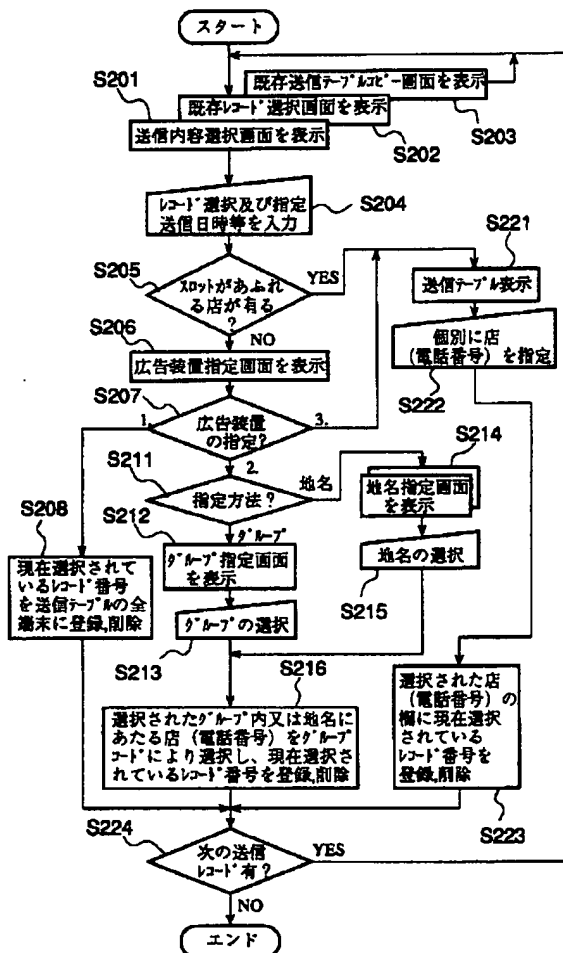 スタート
S201
既存送信テーブルコピー画面を表示
既存レコード選択画面を表示
S203
送信内容選択画面を表示
S202
レコード選択及び指定
送信日時等を入力
S204
S205
スロットがあふれ
る店が有る
?
YES
NO
S221
送信テーブル表示
S206
広告装置指定画面を表示
個別に店
(電話番号)を指定
S222
S207
1.
広告装置
の指定?
3.
2.
S211
指定方法?
地名
S214
地名指定画面
を表示
S208
S212
グループ
グループ指定画面
を表示
地名の選択
S215
現在選択されて
いるレコード番号
を送信テーブルの全
端末に登録,削除
グループの選択
S213
S216
選択されたグループ内又は地名に
あたる店(電話番号)をグループ
コードにより選択し、現在選択さ
れているレコード番号を登録,削除
選択された店
(電話番号)の
欄に現在選択
されている
レコード番号を
登録,削除
S223
S224
次の送信
レコード有?
YES
NO
エンド